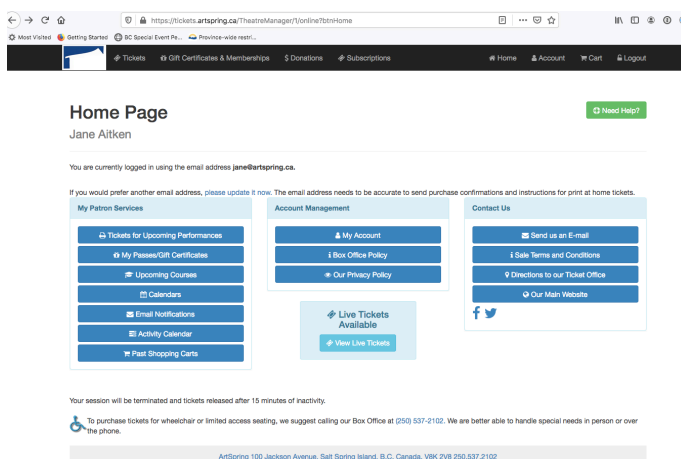 https://tickets.artspring.ca/TheatreManager/1/online?btnHome
Most Visited Getting Started BC Special Event Pe... Province-wide restri...
Tickets Gift Certificates & Memberships $ Donations Subscriptions Home Account Cart Logout
Home Page
Need Help?
Jane Aitken
You are currently logged in using the email address jane@artspring.ca.
If you would prefer another email address, please update it now. The email address needs to be accurate to send purchase confirmations and instructions for print at home tickets.
My Patron Services
Tickets for Upcoming Performances
My Passes/Gift Certificates
Upcoming Courses
Calendars
Email Notifications
Activity Calendar
Past Shopping Carts
Account Management
My Account
Box Office Policy
Our Privacy Policy
Live Tickets
Available
View Live Tickets
Contact Us
Send us an E-mail
Sale Terms and Conditions
Directions to our Ticket Office
Our Main Website
Your session will be terminated and tickets released after 15 minutes of inactivity.
To purchase tickets for wheelchair or limited access seating, we suggest calling our Box Office at (250) 537-2102. We are better able to handle special needs in person or over
the phone.
ArtSpring 100 Jackson Avenue, Salt Spring Island, B.C. Canada, V8K 2V8 250.537.2102